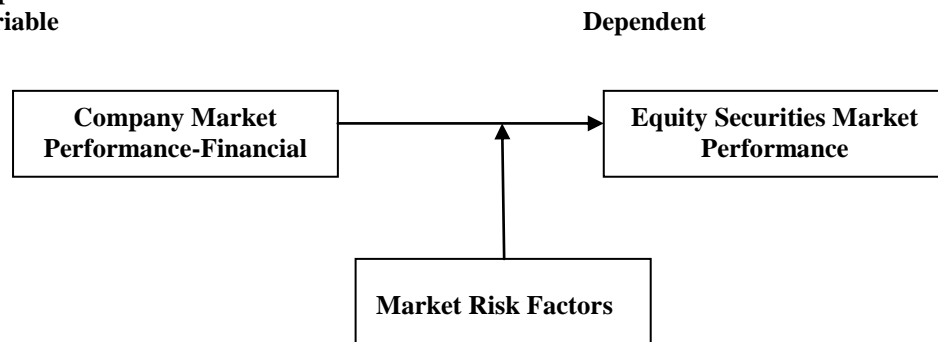 riable
Dependent
Company Market
Performance-Financial
Equity Securities Market
Performance
Market Risk Factors